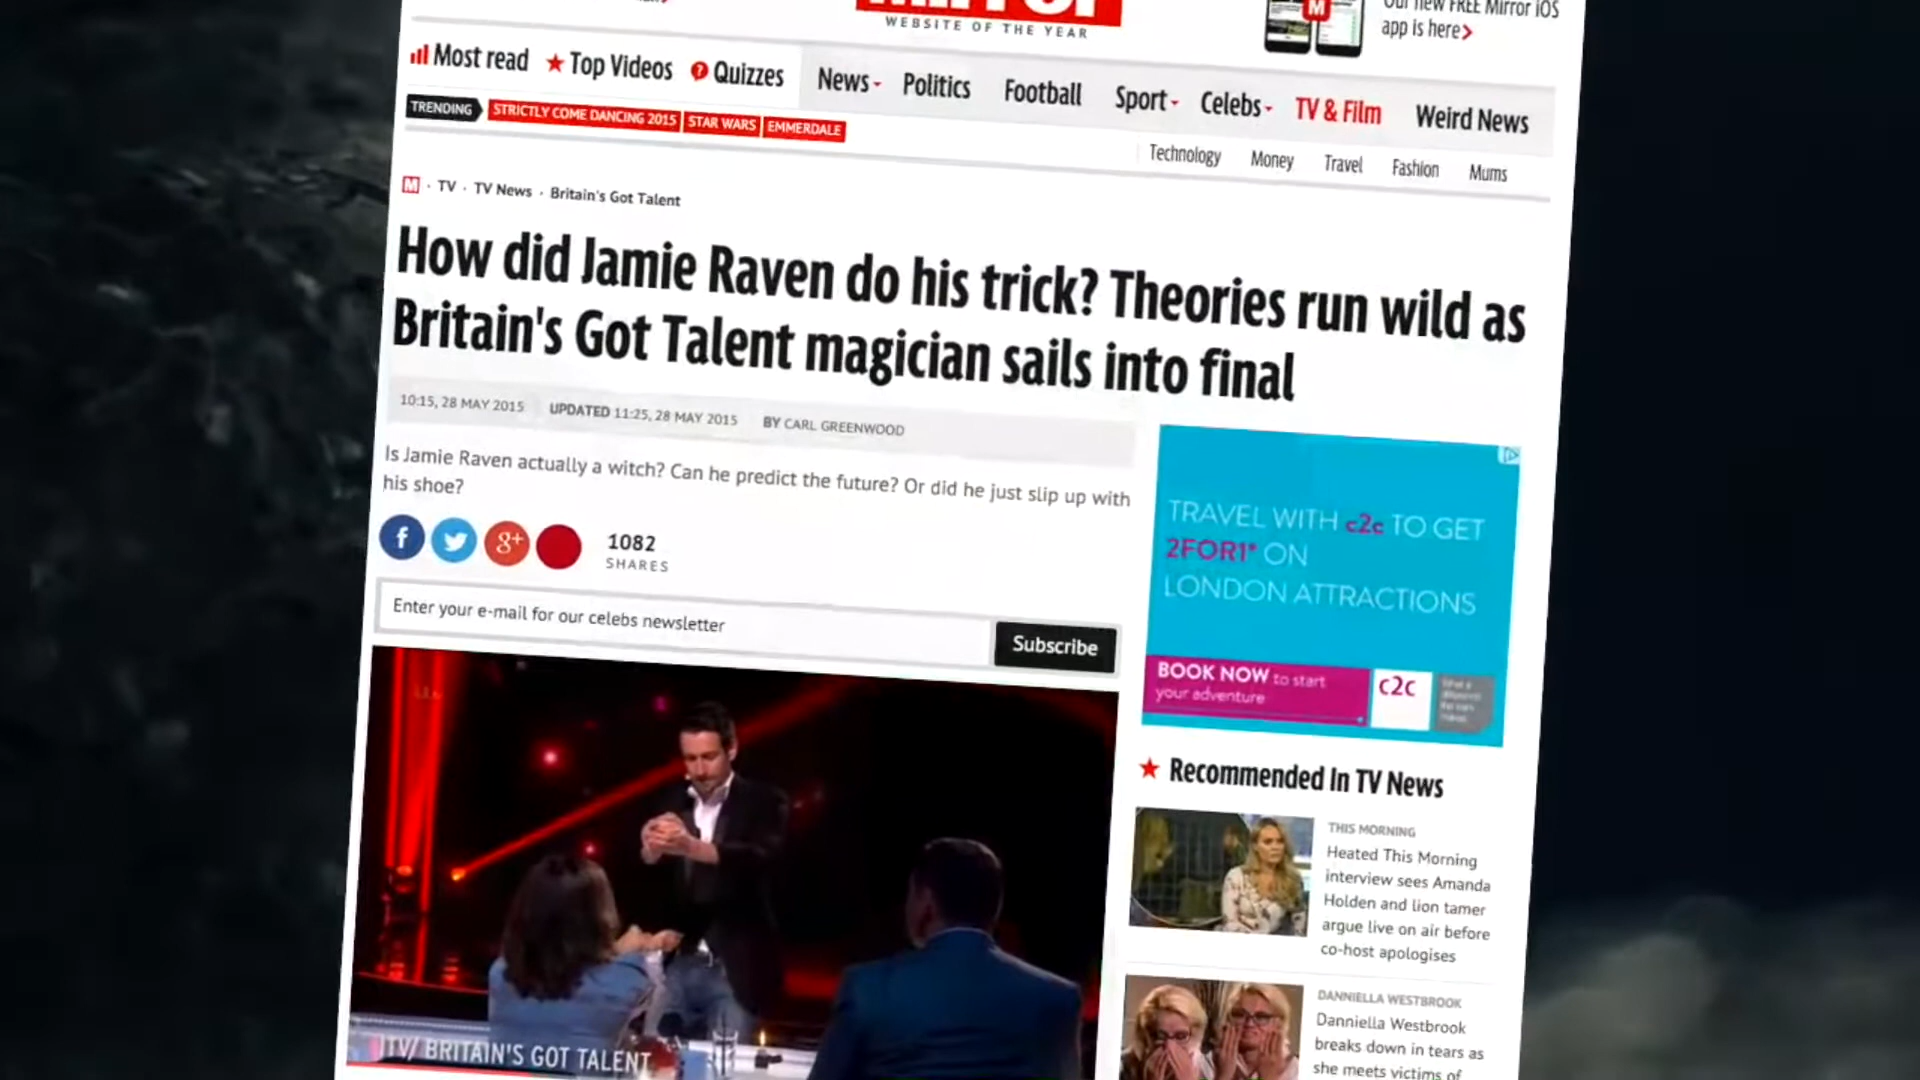 MIRROR
WEBSITE OF THE YEAR
Our new FREE Mirror iOS
app is here
Most read Top Videos Quizzes
News Politics Football Sport Celebs TV & Film Weird News
TRENDING STRICTLY COME DANCING 2015 STAR WARS EMMERDALE
Technology Money Travel Fashion Mums
M · TV · TV News · Britain's Got Talent
How did Jamie Raven do his trick? Theories run wild as
Britain's Got Talent magician sails into final
10:15, 28 MAY 2015 UPDATED 11:25, 28 MAY 2015 BY CARL GREENWOOD
Is Jamie Raven actually a witch? Can he predict the future? Or did he just slip up with
his shoe?
1082
SHARES
Enter your e-mail for our celebs newsletter
Subscribe
ITV/ BRITAIN'S GOT TALENT
TRAVEL WITH c2c TO GET
2FOR1* ON
LONDON ATTRACTIONS
BOOK NOW to start
your adventure
c2c
Recommended In TV News
THIS MORNING
Heated This Morning
interview sees Amanda
Holden and lion tamer
argue live on air before
co-host apologises
DANNIELLA WESTBROOK
Danniella Westbrook
breaks down in tears as
she meets victims of